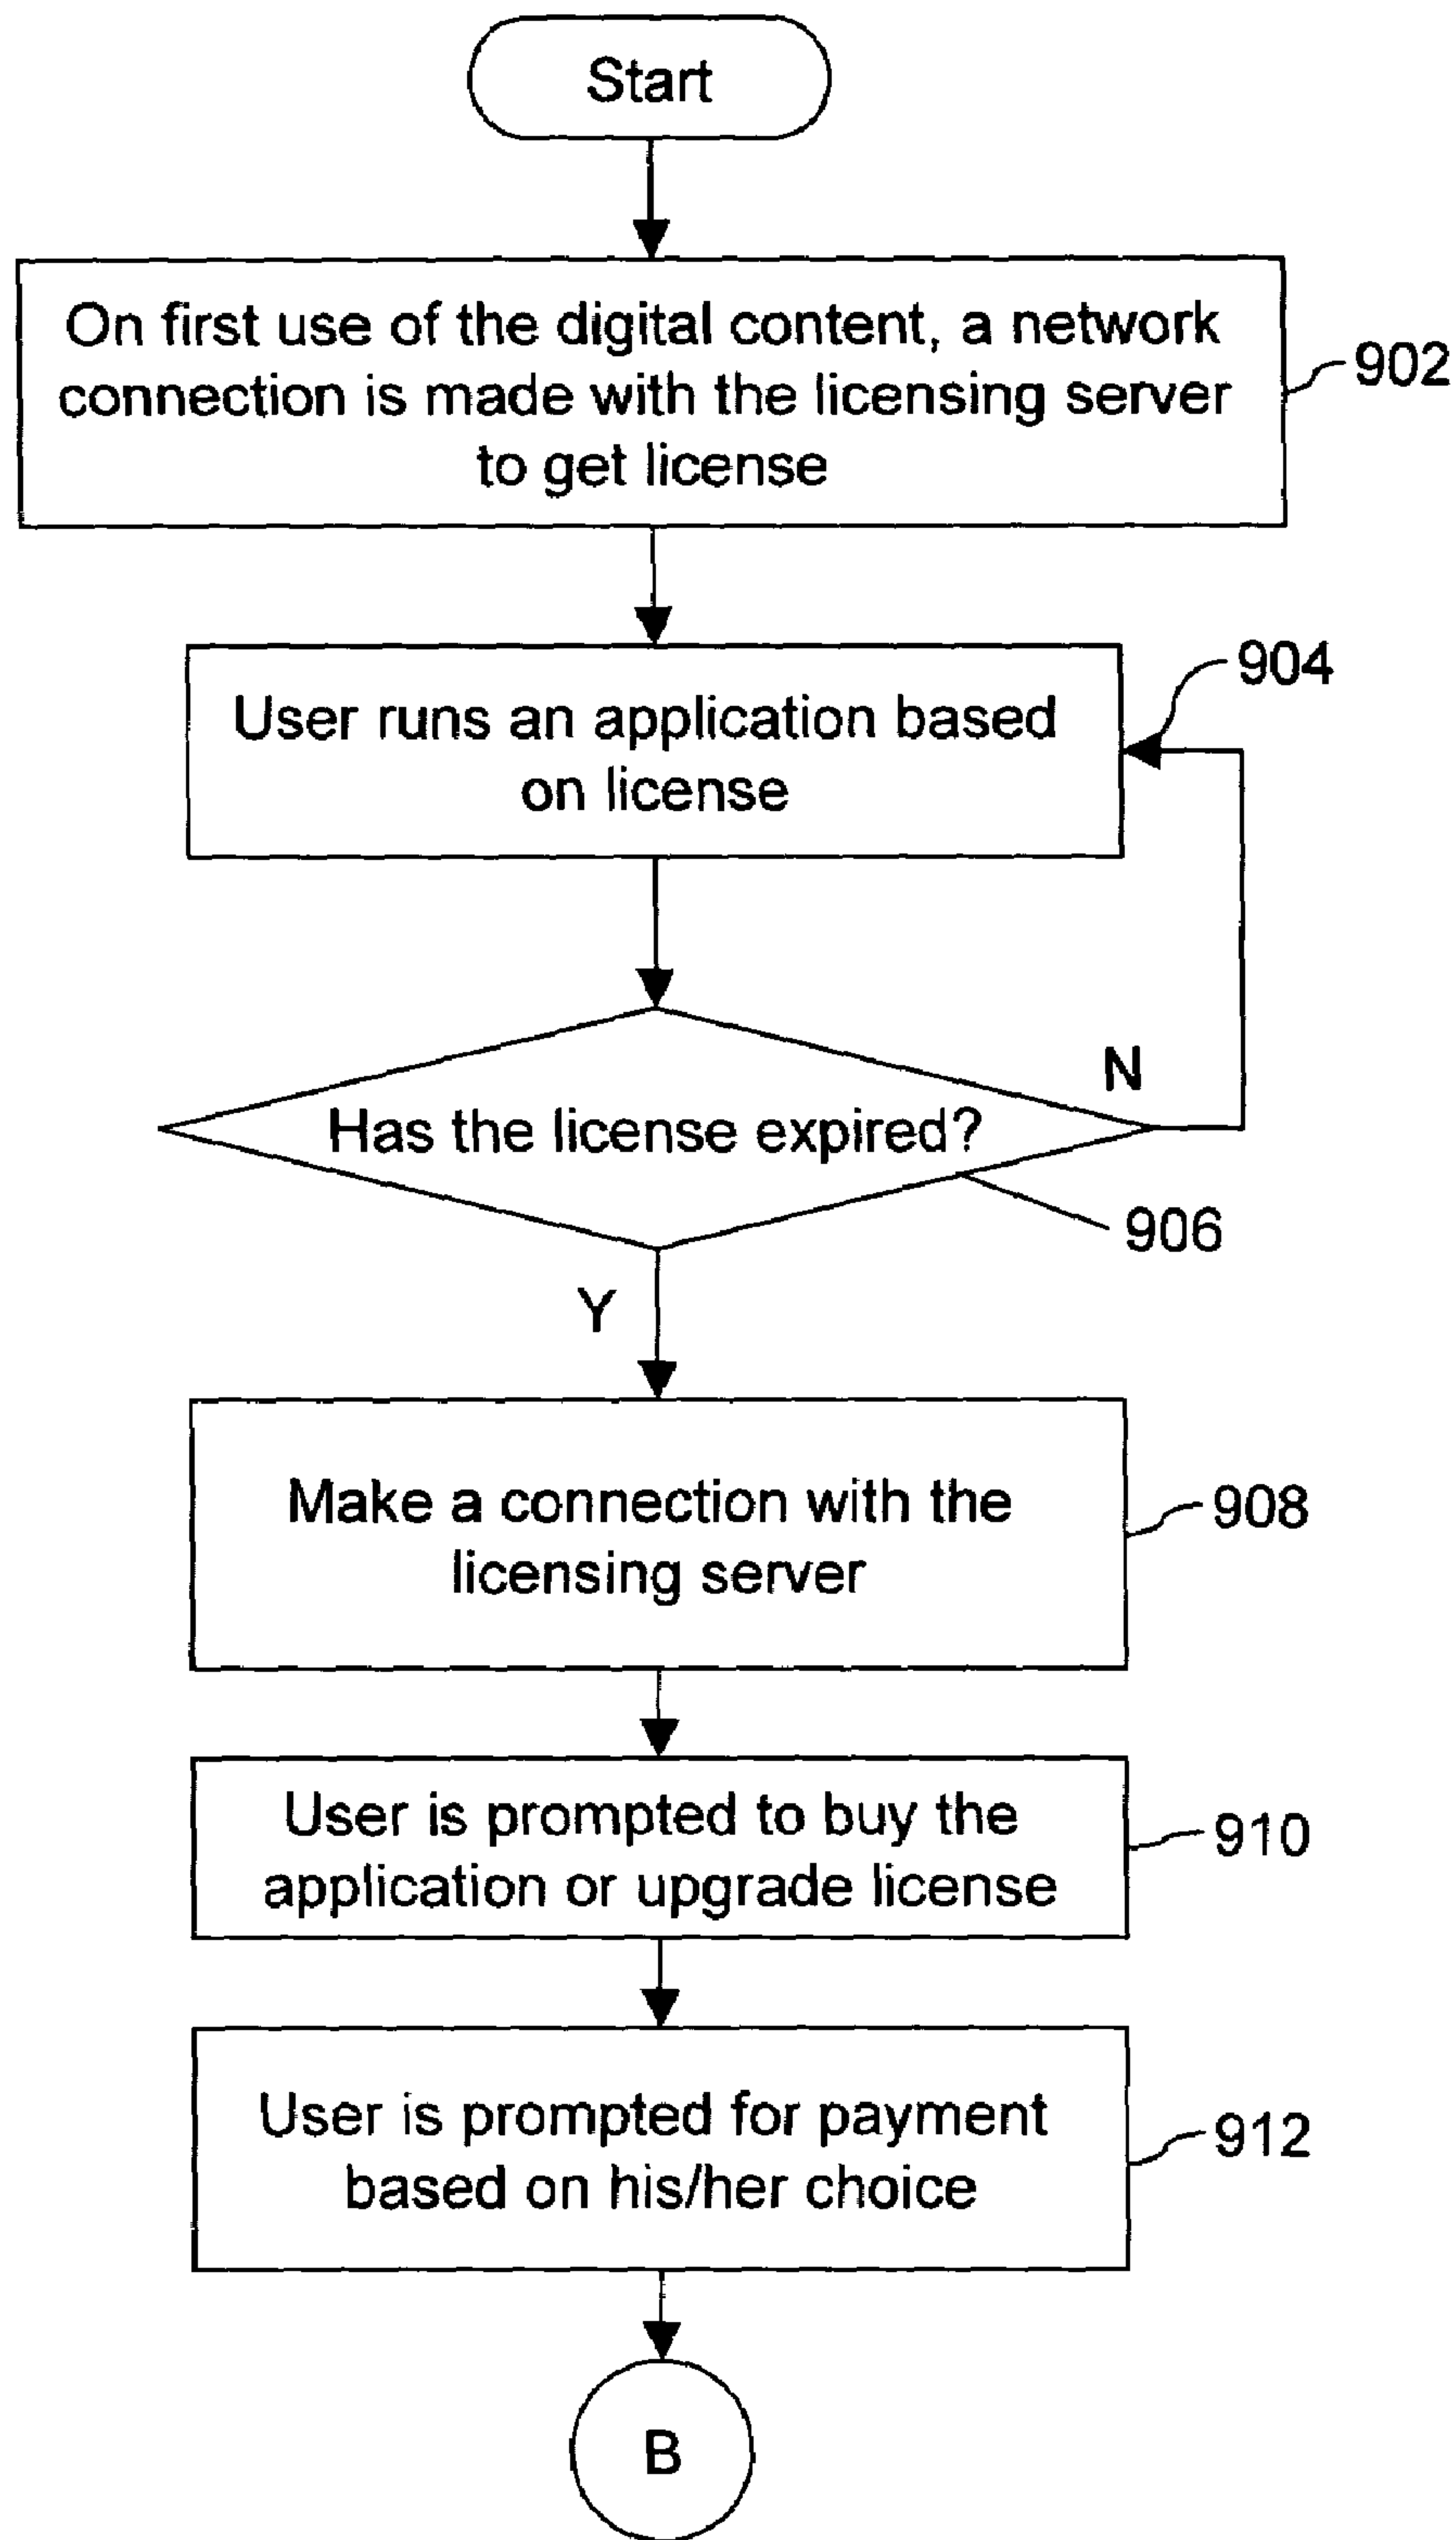 Start
On first use of the digital content, a network
connection is made with the licensing server
to get license
902
User runs an application based
on license
904
Has the license expired?
N
906
Y
Make a connection with the
licensing server
908
User is prompted to buy the
application or upgrade license
910
User is prompted for payment
based on his/her choice
912
B